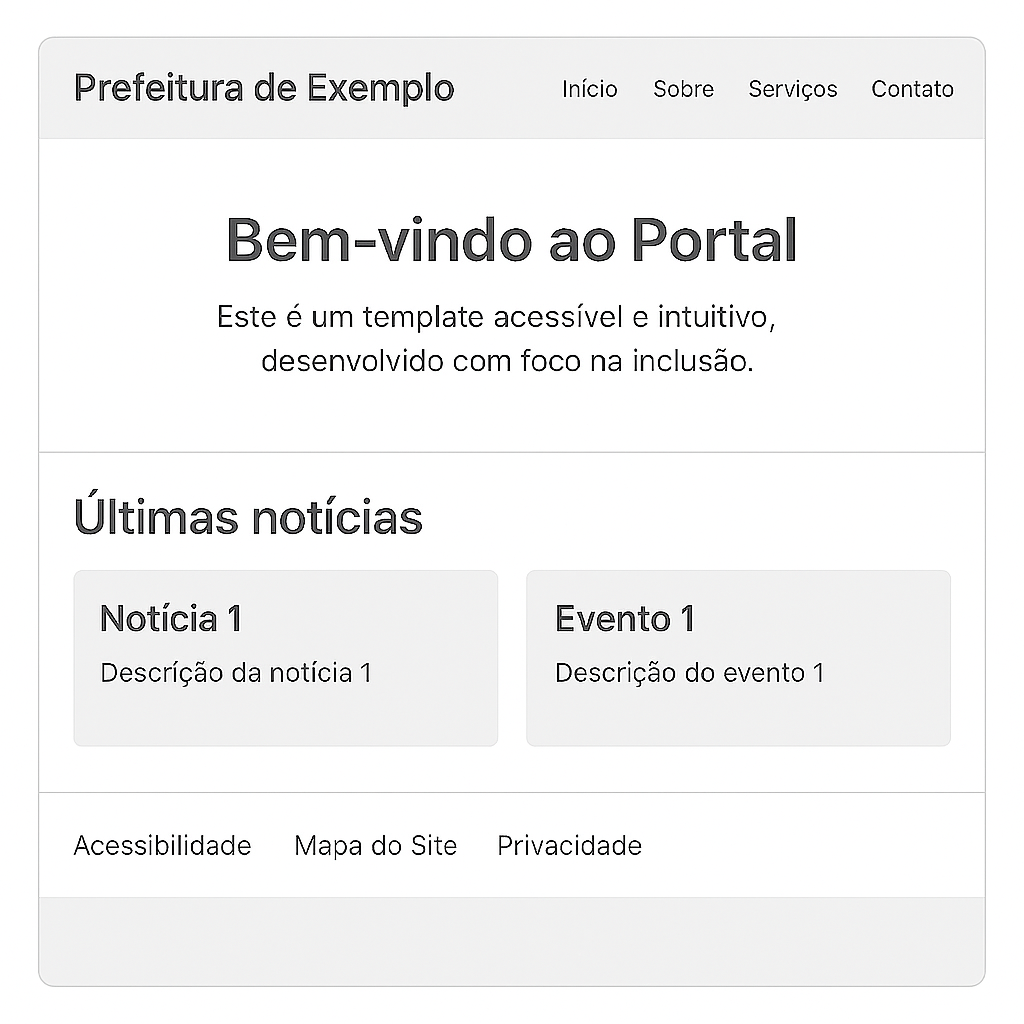 Prefeitura de Exemplo
Início Sobre Serviços Contato
Bem-vindo ao Portal
Este é um template acessível e intuitivo,
desenvolvido com foco na inclusão.
Últimas notícias
Notícia 1
Descríção da notícia 1
Evento 1
Descrição do evento 1
Acessibilidade Mapa do Site Privacidade